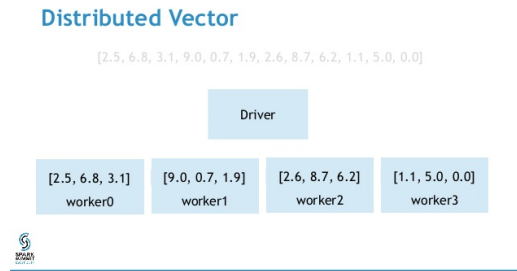 Distributed Vector
[2.5, 6.8, 3.1, 9.0, 0.7, 1.9, 2.6, 8.7, 6.2, 1.1, 5.0, 0.0]
Driver
[2.5, 6.8, 3.1]
worker0
[9.0, 0.7, 1.9]
worker1
[2.6, 8.7, 6.2]
worker2
[1.1, 5.0, 0.0]
worker3
SPARK
SUMMIT